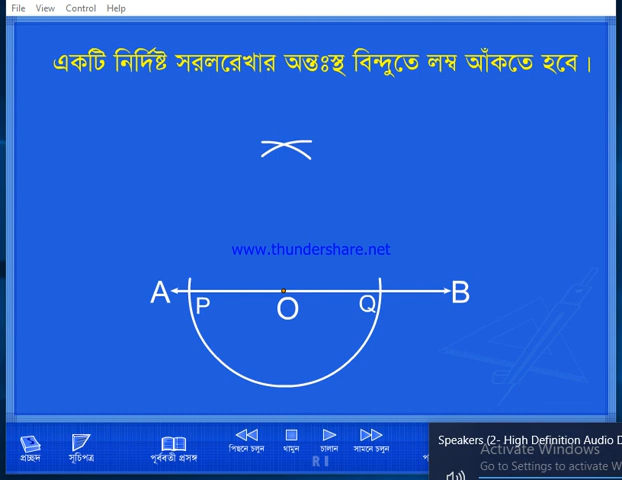 File View Control Help
একটি নির্দিষ্ট সরলরেখার অন্তঃস্থ বিন্দুতে লম্ব আঁকতে হবে।
www.thundershare.net
A P O Q B
প্রচ্ছদ সূচিপত্র পূর্ববর্তী প্রসঙ্গ পিছনে চলুন থামুন চালান সামনে চলুন
Speakers (2- High Definition Audio D
Activate Windows
Go to Settings to activate W